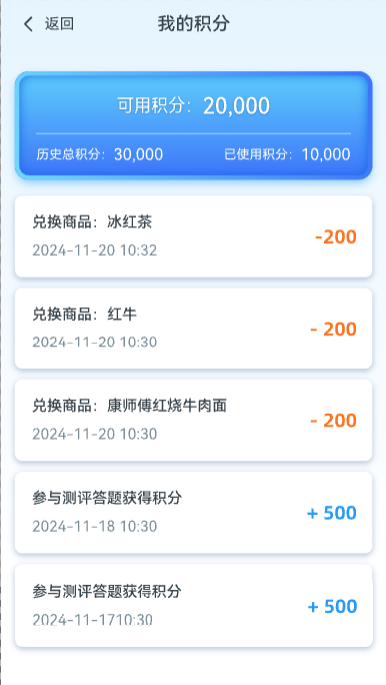 返回
我的积分
可用积分：20,000
历史总积分：30,000
已使用积分：10,000
兑换商品：冰红茶
2024-11-20 10:32
-200
兑换商品：红牛
2024-11-20 10:30
- 200
兑换商品：康师傅红烧牛肉面
2024-11-20 10:30
- 200
参与测评答题获得积分
2024-11-18 10:30
+ 500
参与测评答题获得积分
2024-11-1710:30
+ 500